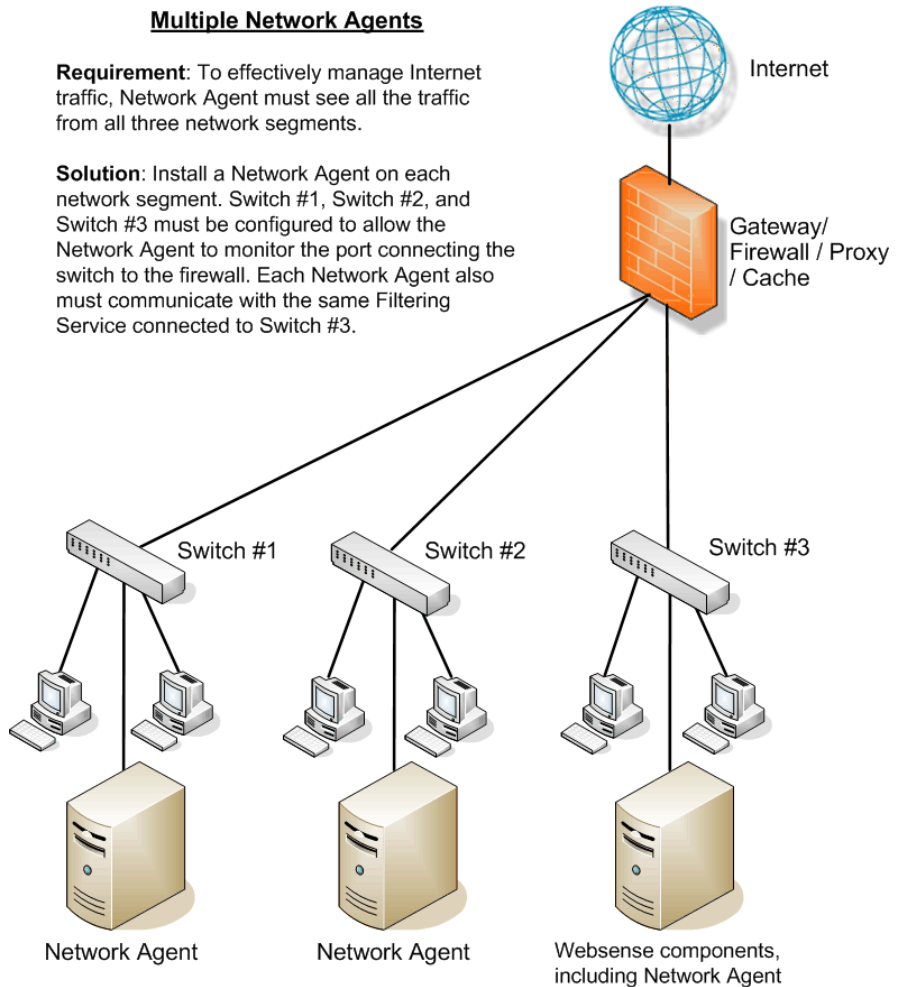 Multiple Network Agents
Requirement: To effectively manage Internet
traffic, Network Agent must see all the traffic
from all three network segments.
Solution: Install a Network Agent on each
network segment. Switch #1, Switch #2, and
Switch #3 must be configured to allow the
Network Agent to monitor the port connecting the
switch to the firewall. Each Network Agent also
must communicate with the same Filtering
Service connected to Switch #3.
Internet
Gateway/
Firewall / Proxy
/ Cache
Switch #1
Switch #2
Switch #3
Network Agent
Network Agent
Websense components,
including Network Agent